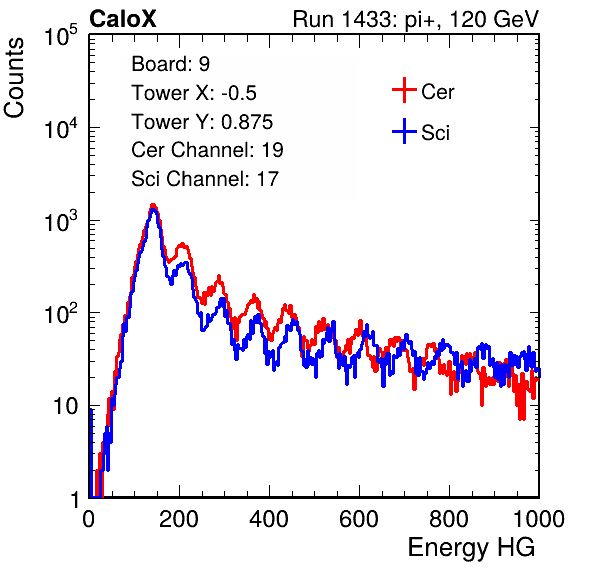 CaloX Run 1433: pi+, 120 GeV
Counts
Board: 9
Tower X: -0.5
Tower Y: 0.875
Cer Channel: 19
Sci Channel: 17
Cer
Sci
10^5
10^4
10^3
10^2
10
1
0 200 400 600 800 1000
Energy HG